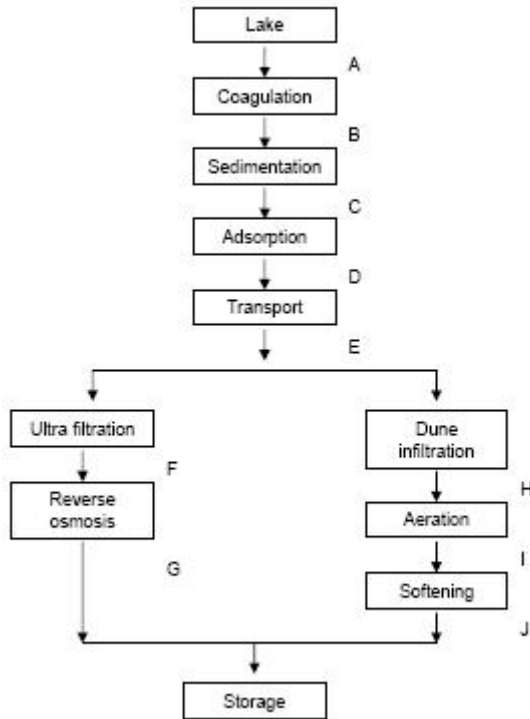 Lake
A
Coagulation
B
Sedimentation
C
Adsorption
D
Transport
E
Ultra filtration
F
Reverse
osmosis
G
Dune
infiltration
H
Aeration
I
Softening
J
Storage